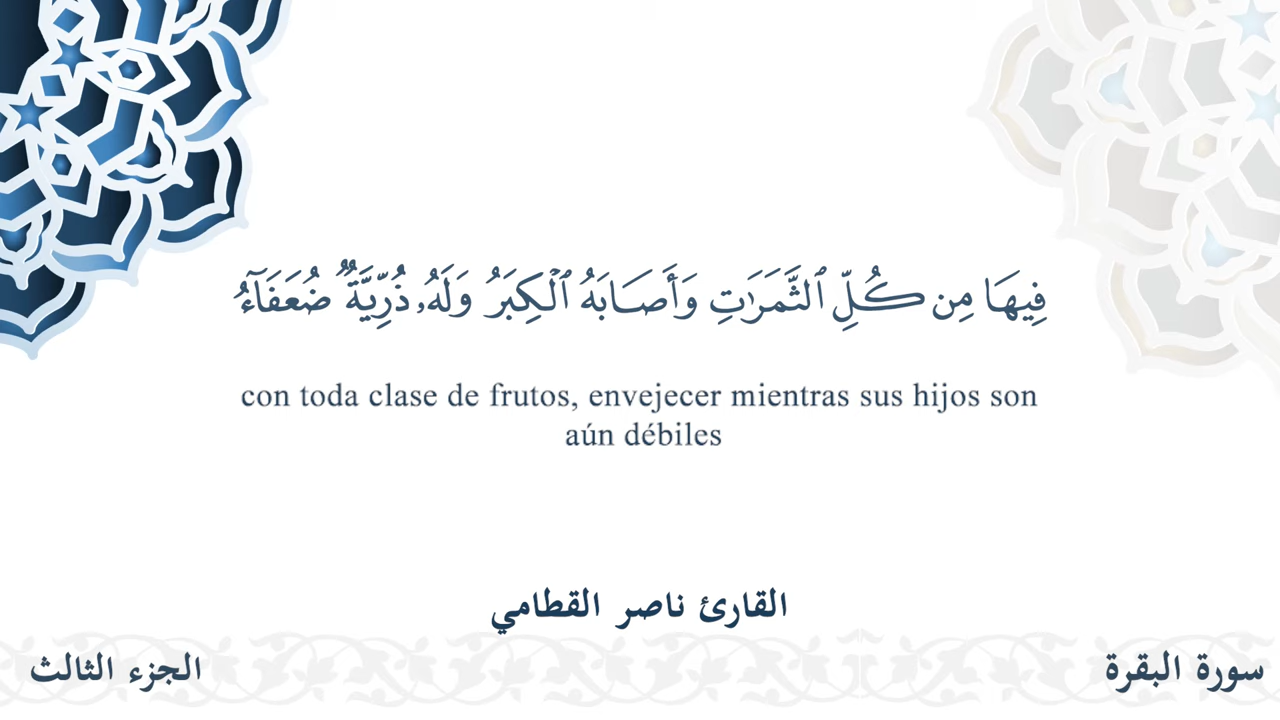 فِيهَا مِن كُلِّ ٱلثَّمَرَٰتِ وَأَصَابَهُ ٱلْكِبَرُ وَلَهُۥ ذُرِّيَّةٌ ضُعَفَآءُ
con toda clase de frutos, envejecer mientras sus hijos son
aún débiles
القارئ ناصر القطامي
سورة البقرة
الجزء الثالث